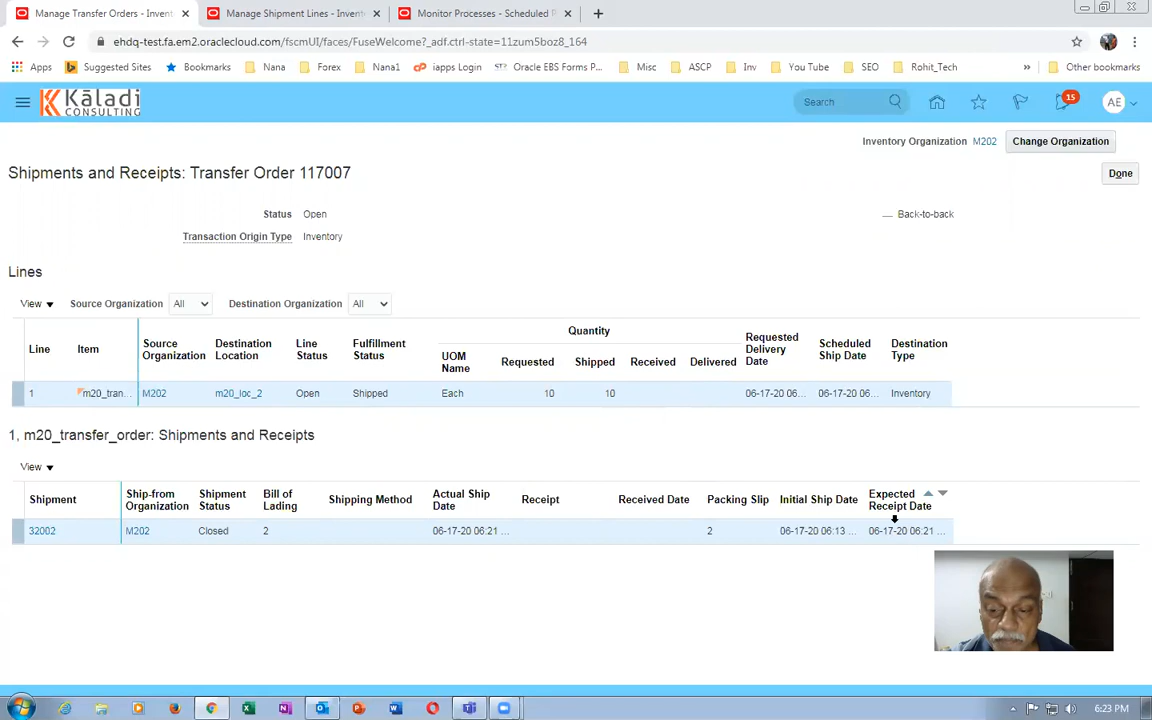 Manage Transfer Orders - Invent
Manage Shipment Lines - Invent
Monitor Processes - Scheduled P
ehdq-test.fa.em2.oraclecloud.com/fscmUI/faces/FuseWelcome?_adf.ctrl-state=11zum5boz8_164
Apps Suggested Sites Bookmarks Nana Forex Nana1 iapps Login Oracle EBS Forms P... Misc ASCP Inv You Tube SEO Rohit_Tech » Other bookmarks
Kāladi
CONSULTING
Search
15
AE
Inventory Organization M202 Change Organization
Shipments and Receipts: Transfer Order 117007
Done
Status Open
Back-to-back
Transaction Origin Type Inventory
Lines
View Source Organization All Destination Organization All
Line Item Source Organization Destination Location Line Status Fulfillment Status Quantity UOM Name Requested Shipped Received Delivered Requested Delivery Date Scheduled Ship Date Destination Type
1 m20_tran... M202 m20_loc_2 Open Shipped Each 10 10 06-17-20 06... 06-17-20 06... Inventory
1, m20_transfer_order: Shipments and Receipts
View
Shipment Ship-from Organization Shipment Status Bill of Lading Shipping Method Actual Ship Date Receipt Received Date Packing Slip Initial Ship Date Expected Receipt Date
32002 M202 Closed 2 06-17-20 06:21 ... 2 06-17-20 06:13 ... 06-17-20 06:21 ...
6:23 PM